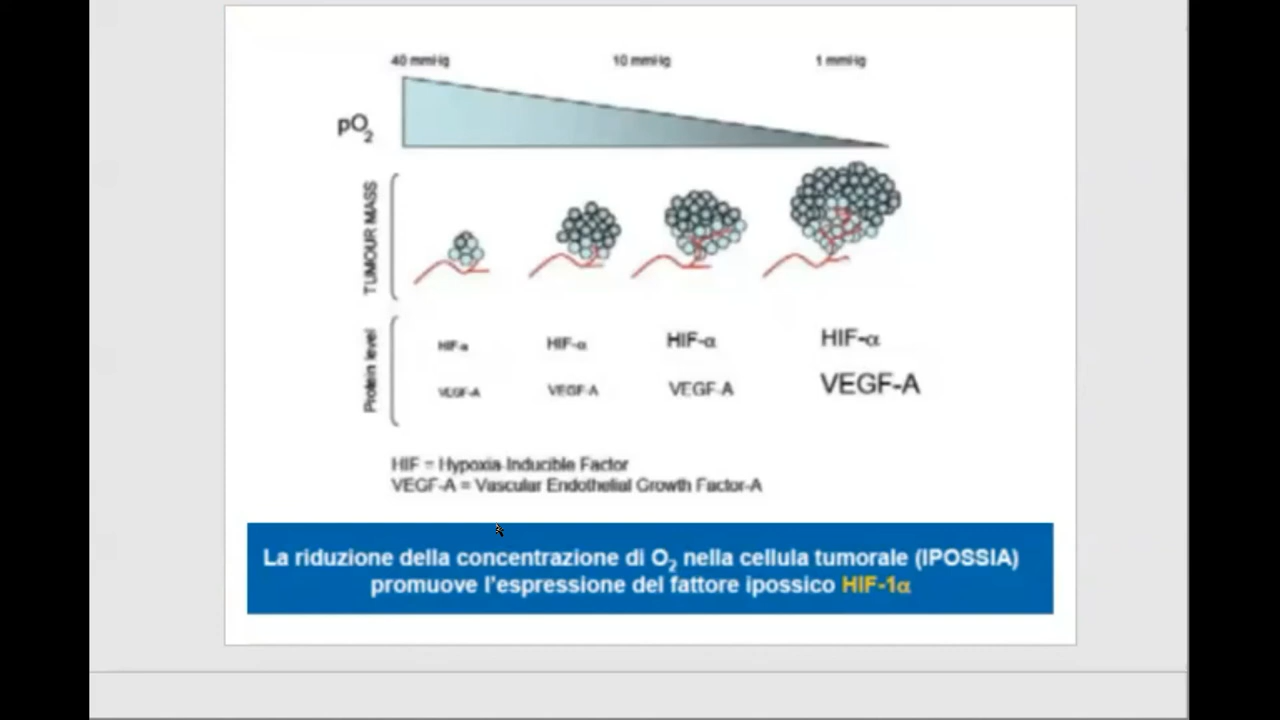 40 mmHg 10 mmHg 1 mmHg
pO2
TUMOUR MASS
Protein level
HIF-α HIF-α HIF-α HIF-α
VEGF-A VEGF-A VEGF-A VEGF-A
HIF = Hypoxia-Inducible Factor
VEGF-A = Vascular Endothelial Growth Factor-A
La riduzione della concentrazione di O2 nella cellula tumorale (IPOSSIA)
promuove l'espressione del fattore ipossico HIF-1α